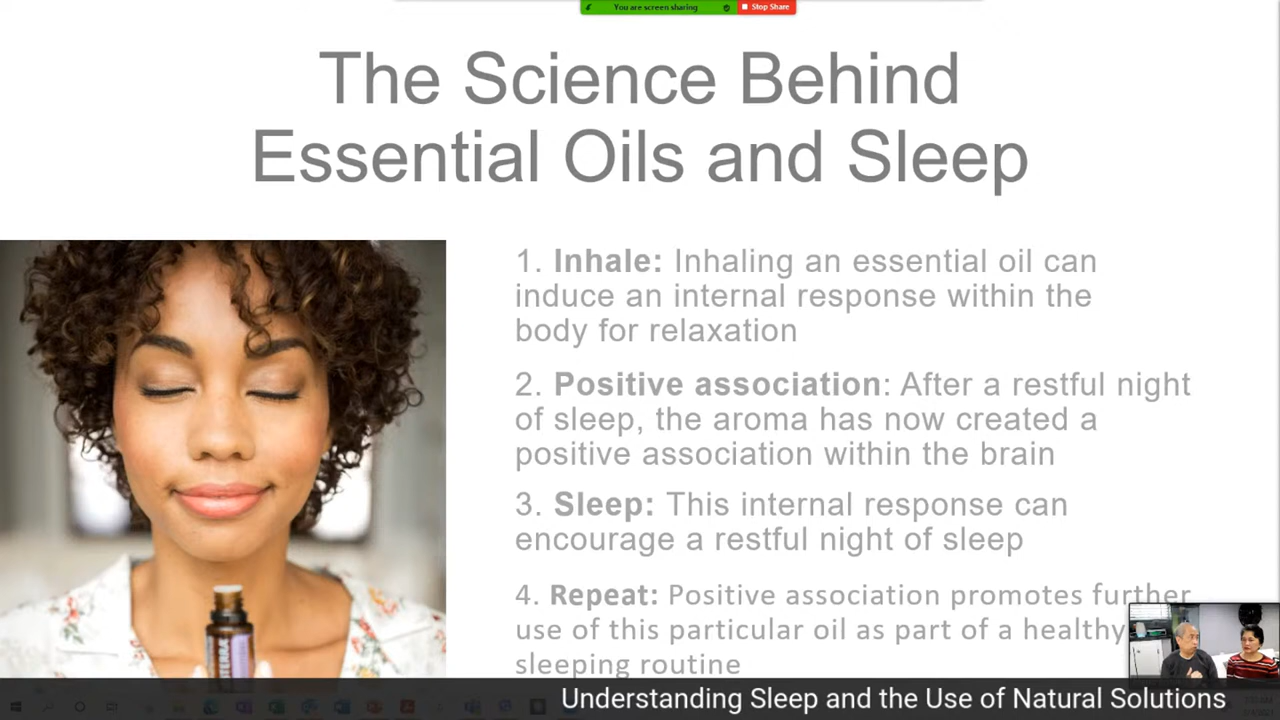 You are screen sharing
Stop Share
The Science Behind
Essential Oils and Sleep
1. Inhale: Inhaling an essential oil can
induce an internal response within the
body for relaxation
2. Positive association: After a restful night
of sleep, the aroma has now created a
positive association within the brain
3. Sleep: This internal response can
encourage a restful night of sleep
4. Repeat: Positive association promotes further
use of this particular oil as part of a healthy
sleeping routine
Understanding Sleep and the Use of Natural Solutions